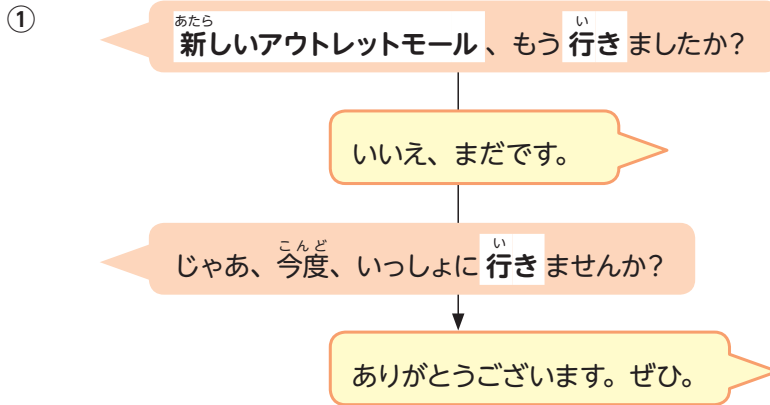 ①
あたら い
新しいアウトレットモール、もう行きましたか?
いいえ、まだです。
こんど い
じゃあ、今度、いっしょに行きませんか?
ありがとうございます。ぜひ。